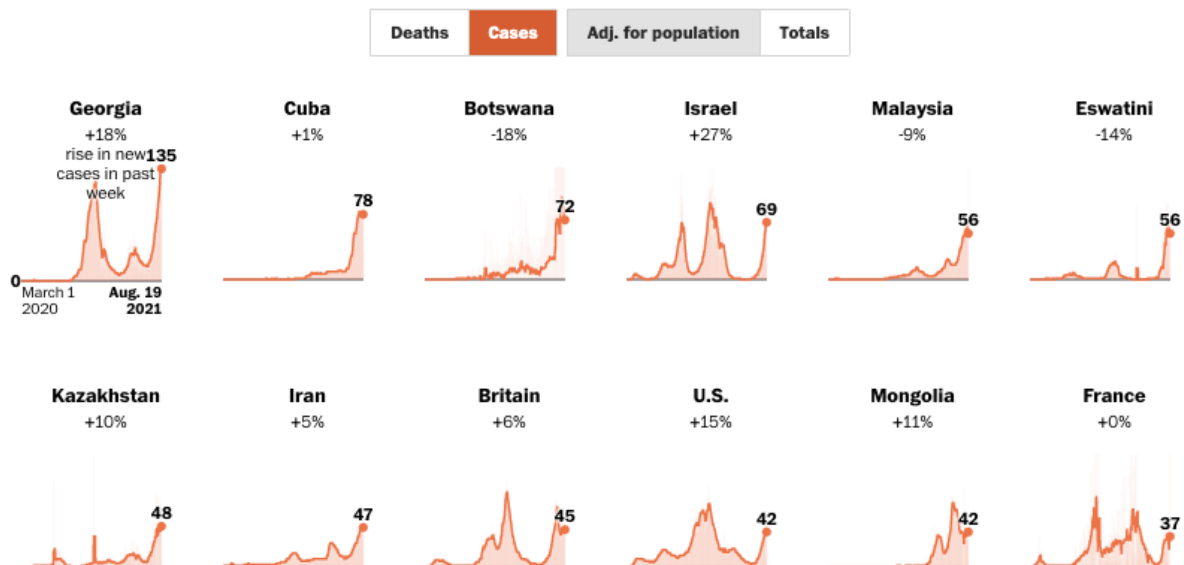 Deaths Cases Adj. for population Totals
Georgia Cuba Botswana Israel Malaysia Eswatini
+18% +1% -18% +27% -9% -14%
rise in new 135
cases in past
week
78 72 69 56 56
0
March 1 Aug. 19
2020 2021
Kazakhstan Iran Britain U.S. Mongolia France
+10% +5% +6% +15% +11% +0%
48 47 45 42 42 37